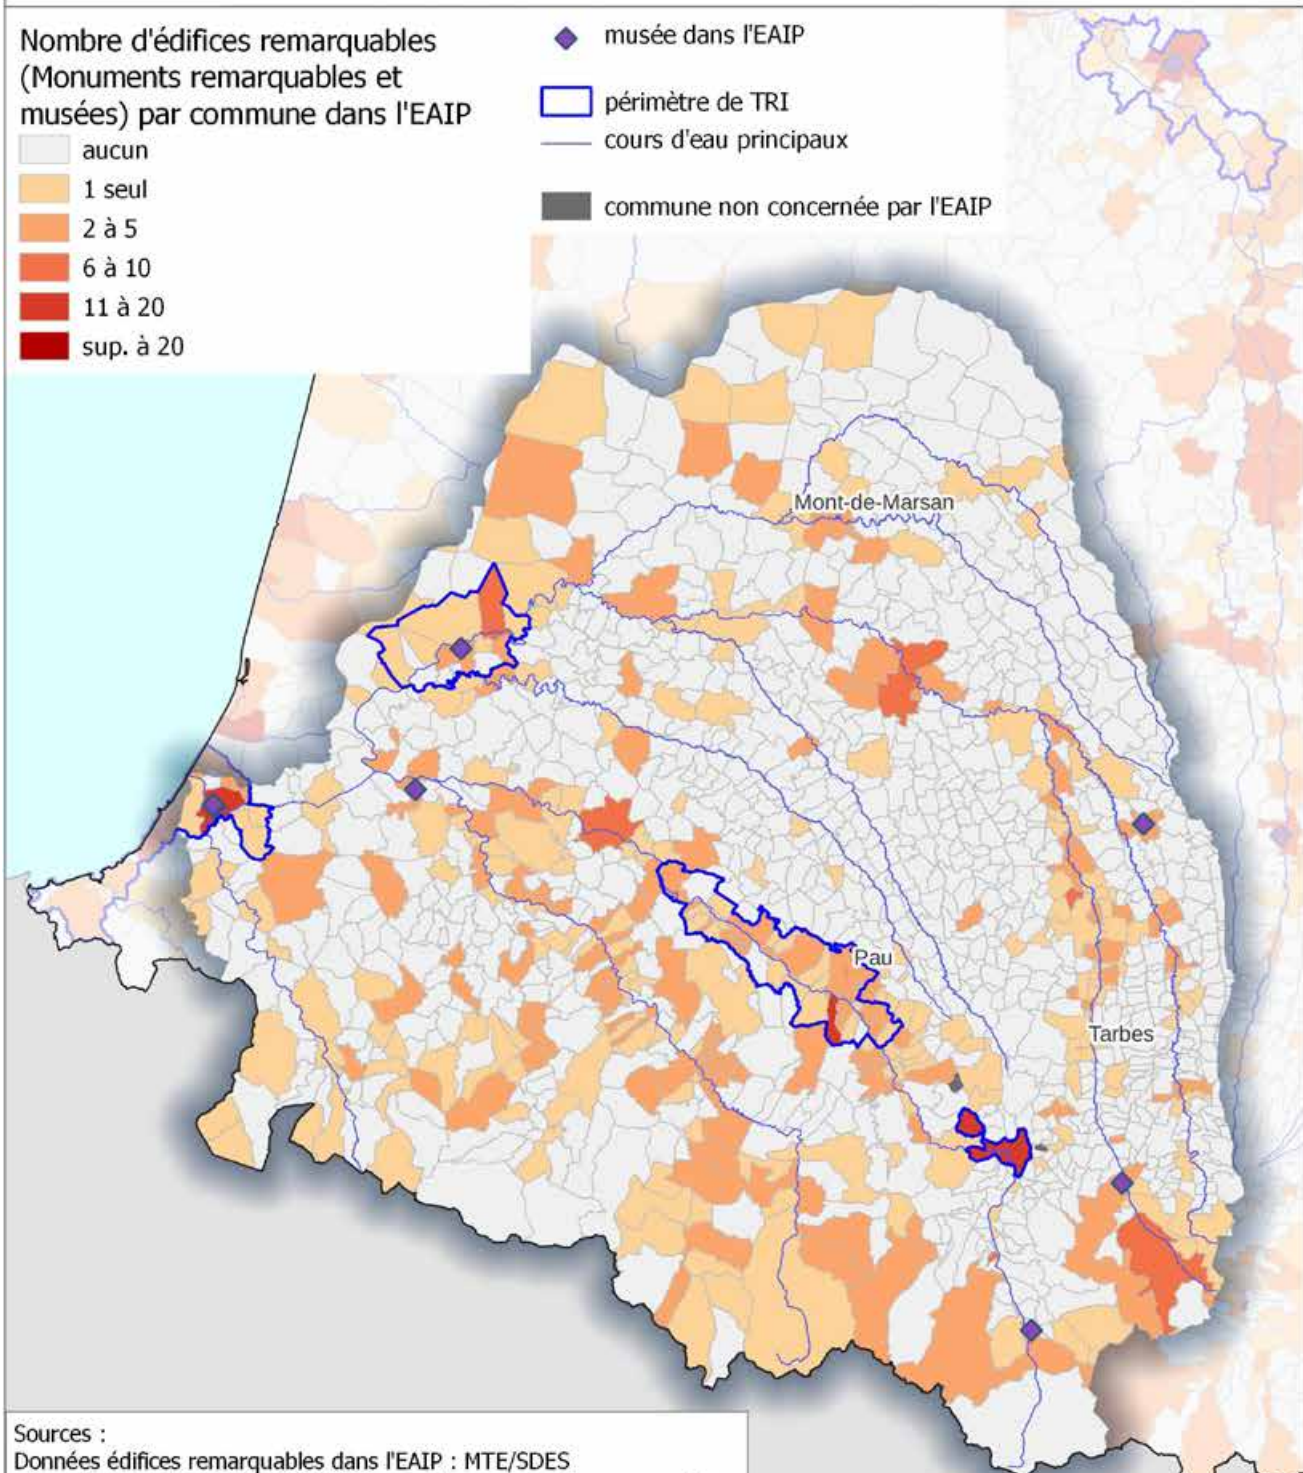 Nombre d'édifices remarquables
(Monuments remarquables et
musées) par commune dans l'EAIP
aucun
1 seul
2 à 5
6 à 10
11 à 20
sup. à 20
musée dans l'EAIP
périmètre de TRI
cours d'eau principaux
commune non concernée par l'EAIP
Mont-de-Marsan
Pau
Tarbes
Sources :
Données édifices remarquables dans l'EAIP : MTE/SDES